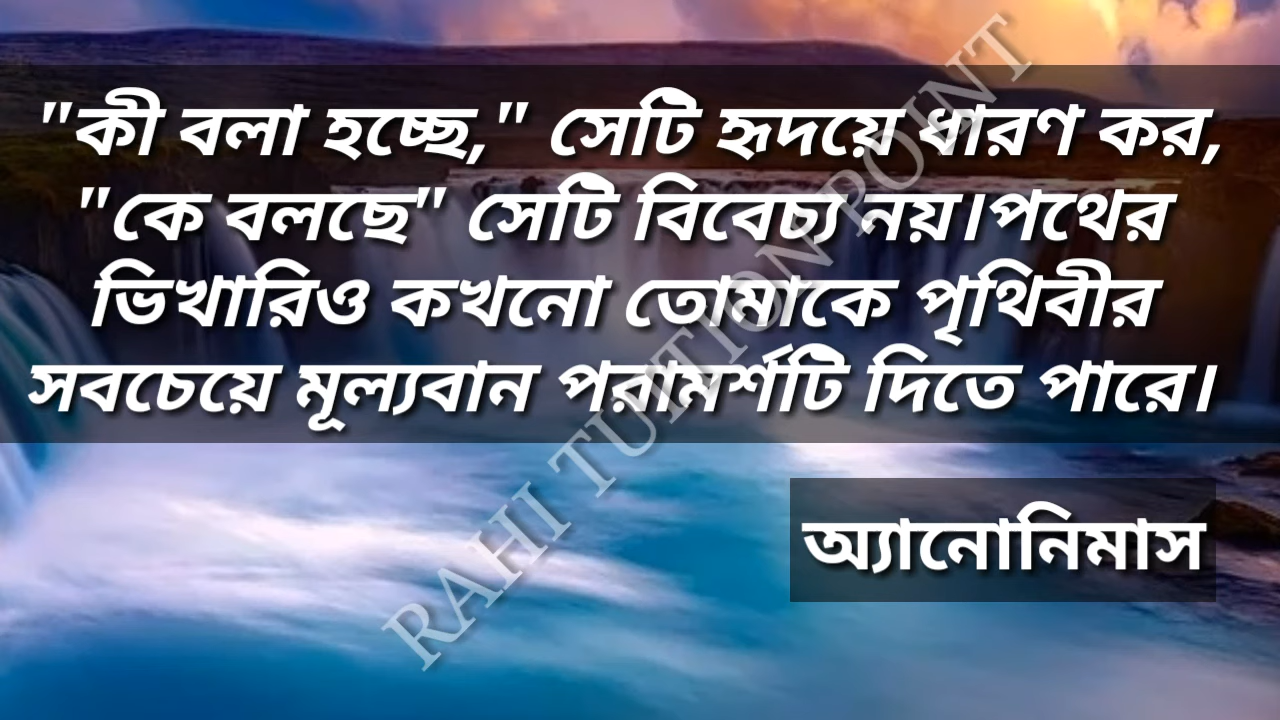 "কী বলা হচ্ছে," সেটি হৃদয়ে ধারণ কর,
"কে বলছে" সেটি বিবেচ্য নয়।পথের
ভিখারিও কখনো তোমাকে পৃথিবীর
সবচেয়ে মূল্যবান পরামর্শটি দিতে পারে।
অ্যানোনিমাস
RAHI TUITION POINT